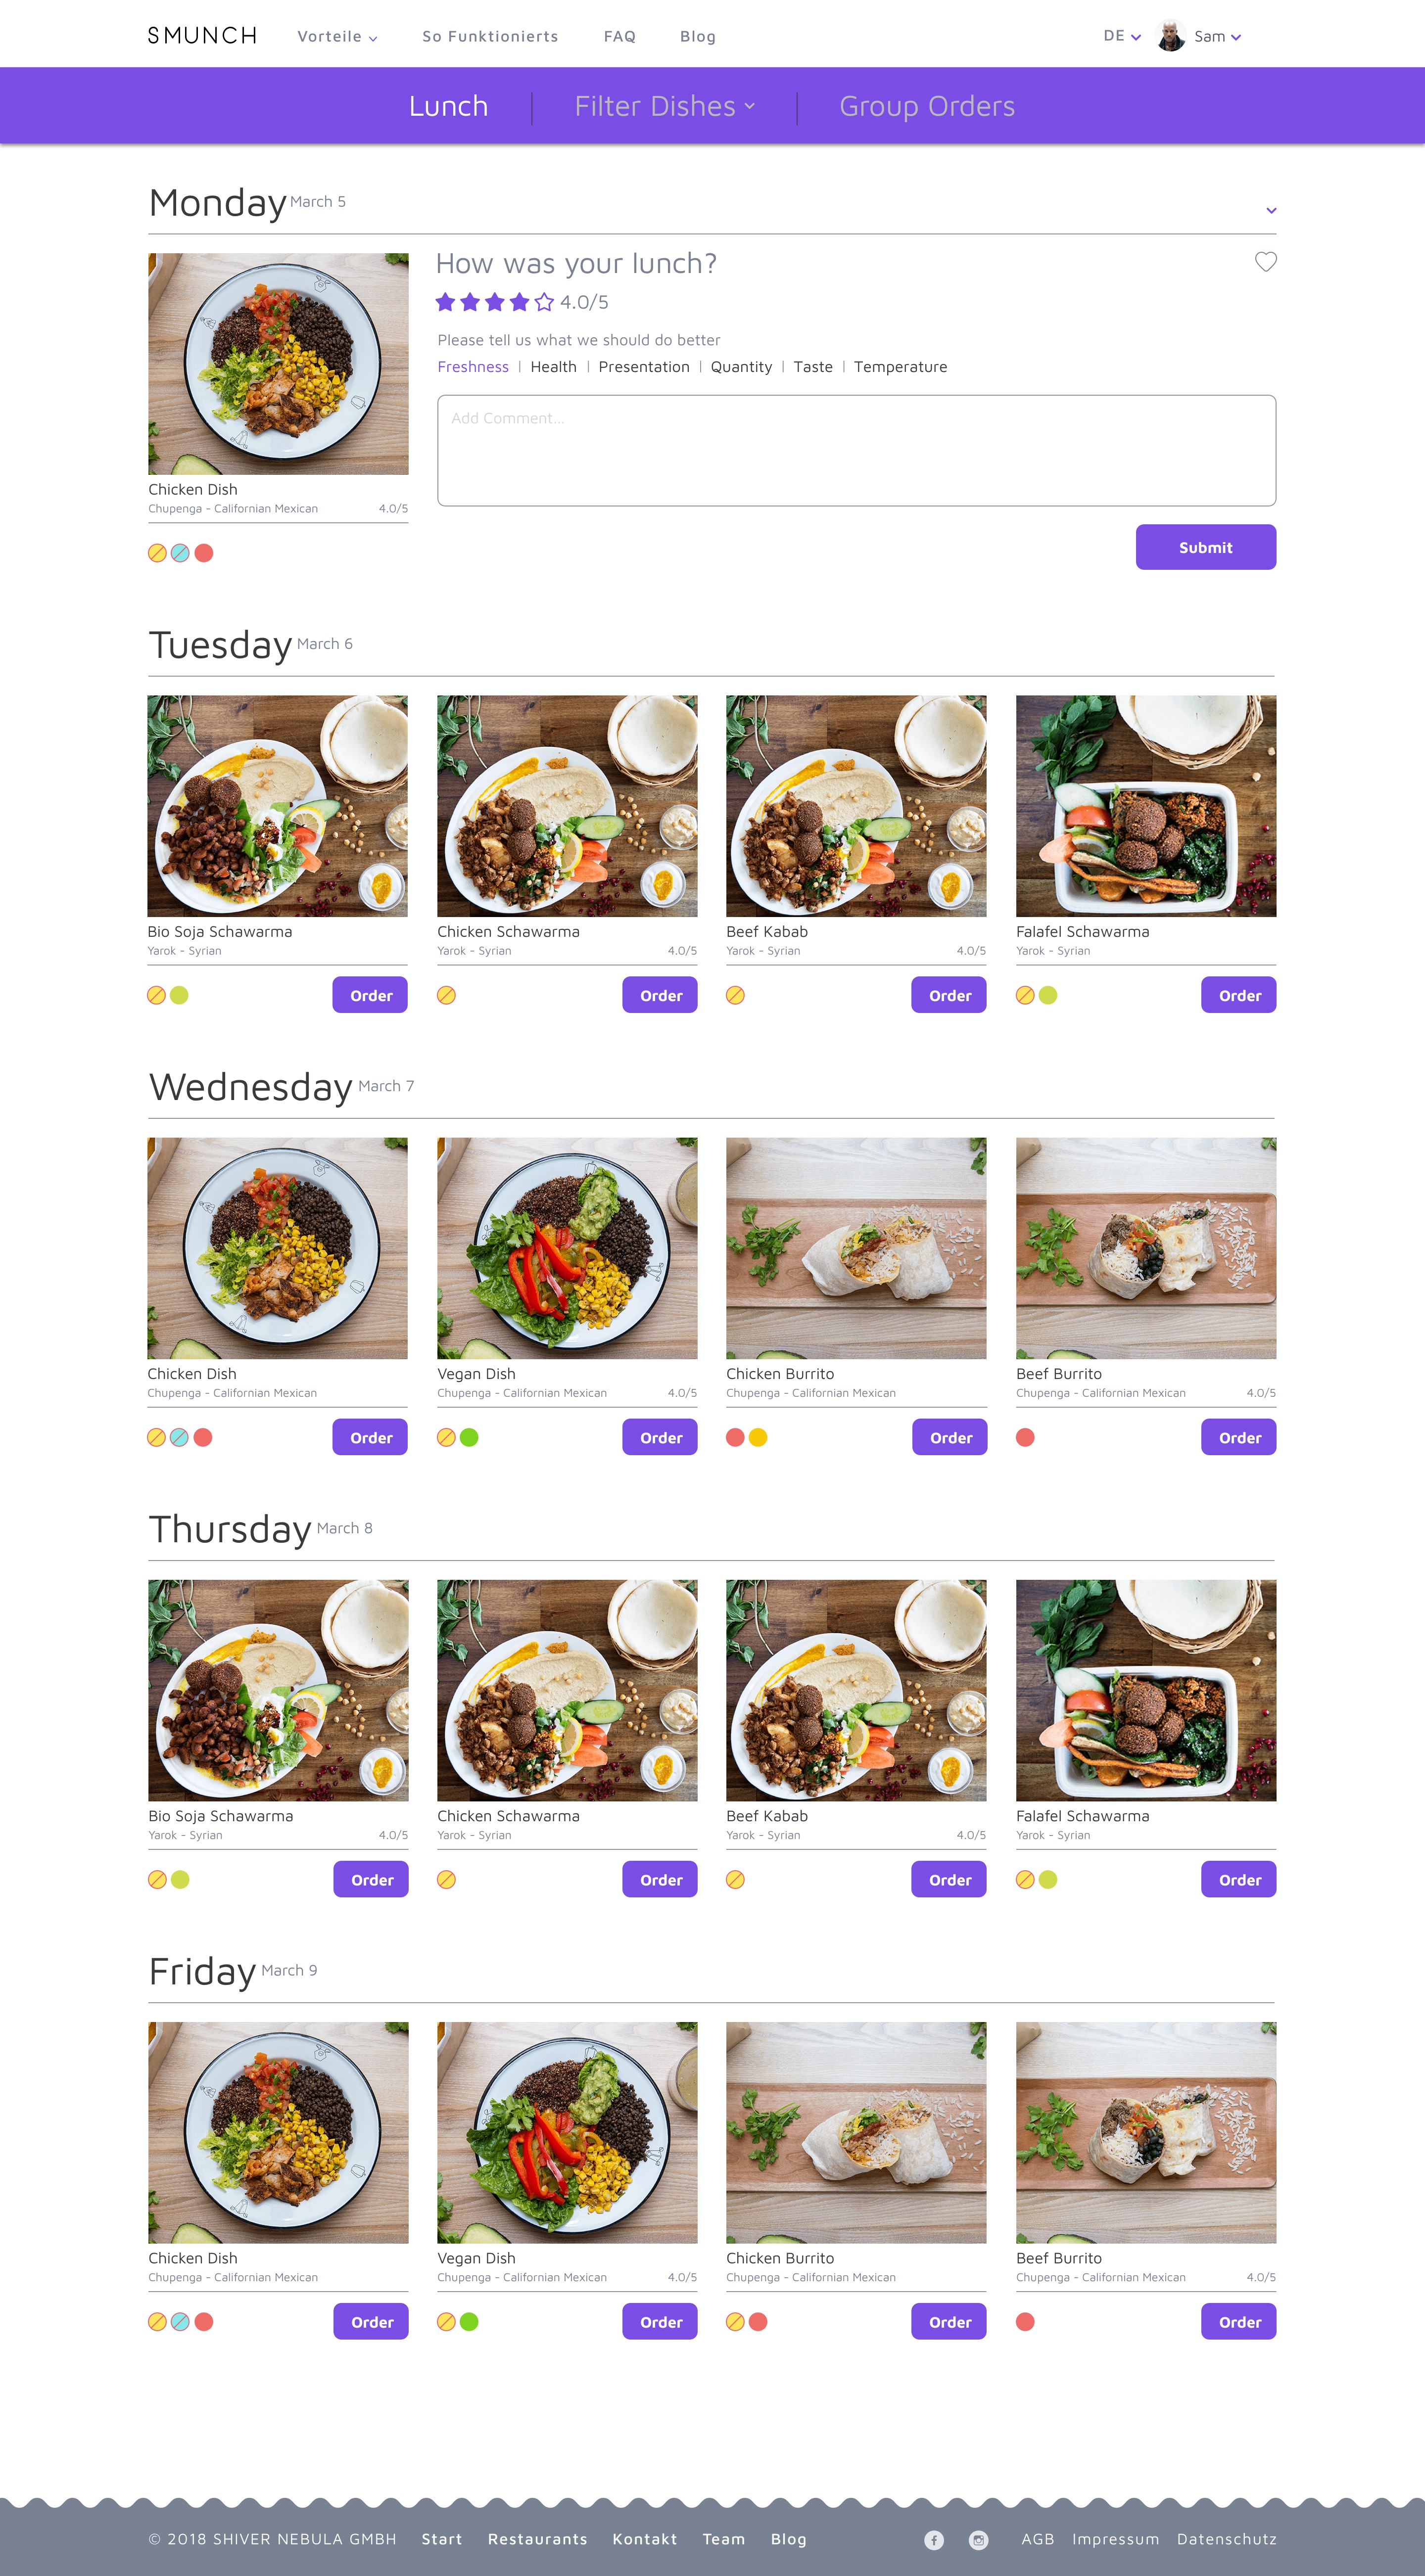 SMUNCH Vorteile So Funktionierts FAQ Blog DE Sam
Lunch Filter Dishes Group Orders
Monday March 5
How was your lunch?
4.0/5
Please tell us what we should do better
Freshness | Health | Presentation | Quantity | Taste | Temperature
Add Comment...
Chicken Dish
Chupenga - Californian Mexican 4.0/5
Submit
Tuesday March 6
Bio Soja Schawarma Chicken Schawarma Beef Kabab Falafel Schawarma
Yarok - Syrian Yarok - Syrian 4.0/5 Yarok - Syrian 4.0/5 Yarok - Syrian
Order Order Order Order
Wednesday March 7
Chicken Dish Vegan Dish Chicken Burrito Beef Burrito
Chupenga - Californian Mexican Chupenga - Californian Mexican 4.0/5 Chupenga - Californian Mexican Chupenga - Californian Mexican 4.0/5
Order Order Order Order
Thursday March 8
Bio Soja Schawarma Chicken Schawarma Beef Kabab Falafel Schawarma
Yarok - Syrian 4.0/5 Yarok - Syrian Yarok - Syrian 4.0/5 Yarok - Syrian
Order Order Order Order
Friday March 9
Chicken Dish Vegan Dish Chicken Burrito Beef Burrito
Chupenga - Californian Mexican Chupenga - Californian Mexican 4.0/5 Chupenga - Californian Mexican Chupenga - Californian Mexican 4.0/5
Order Order Order Order
© 2018 SHIVER NEBULA GMBH Start Restaurants Kontakt Team Blog AGB Impressum Datenschutz